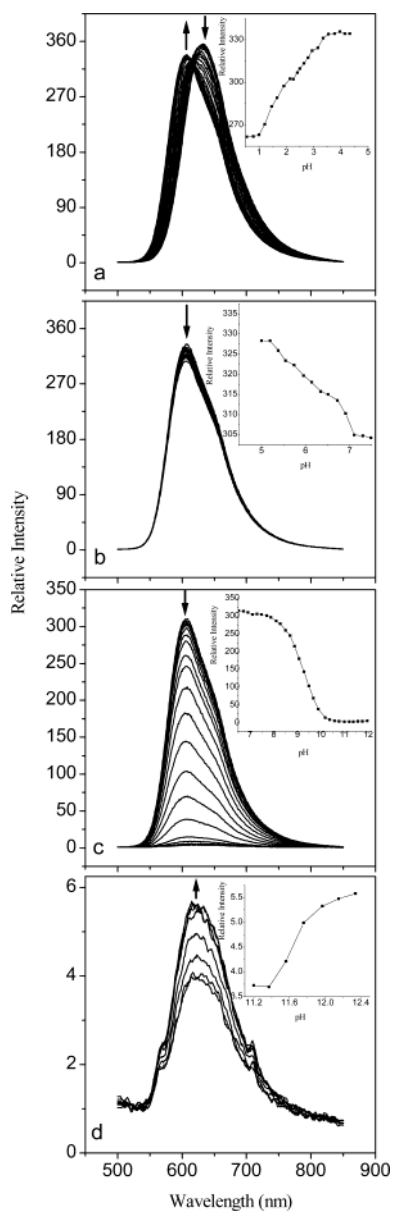 Relative Intensity
360
270
180
90
0
a
Relative Intensity
330
300
270
1 2 3 4 5
pH
360
270
180
90
0
b
Relative Intensity
335
330
325
320
315
310
305
5 6 7
pH
350
300
250
200
150
100
50
0
c
Relative Intensity
350
300
250
200
150
100
50
0
7 8 9 10 11 12
pH
6
4
2
0
d
Relative Intensity
5.5
5.0
4.5
4.0
3.5
11.2 11.6 12.0 12.4
pH
500 600 700 800 900
Wavelength (nm)